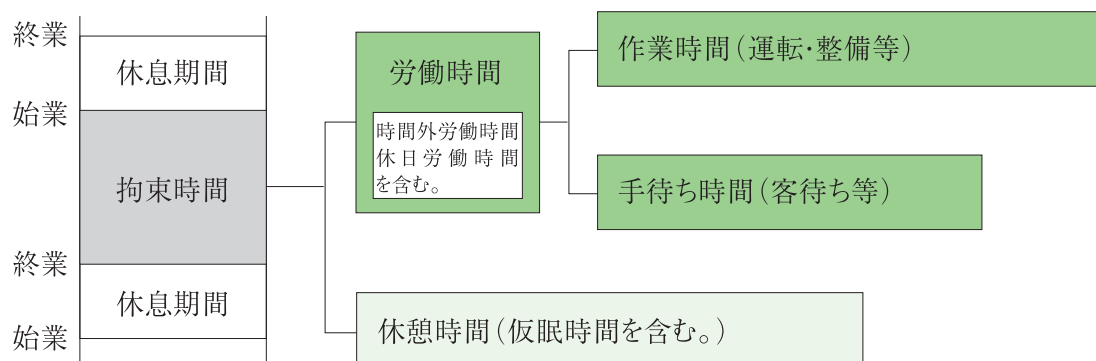 終業
休息期間
始業
拘束時間
終業
休息期間
始業
労働時間
時間外労働時間
休日労働時間
を含む。
作業時間（運転・整備等）
手待ち時間（客待ち等）
休憩時間（仮眠時間を含む。）